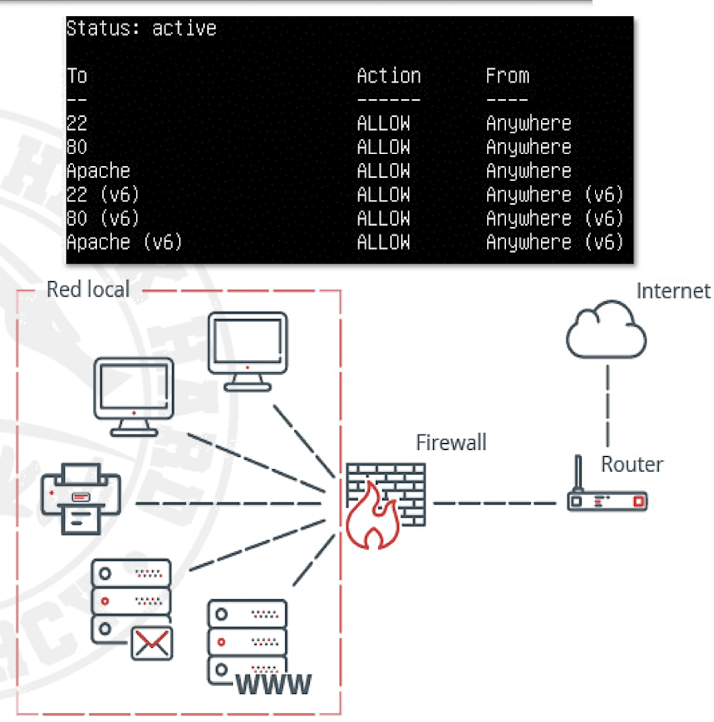 Status: active
To Action From
-- ------ ----
22 ALLOW Anywhere
80 ALLOW Anywhere
Apache ALLOW Anywhere
22 (v6) ALLOW Anywhere (v6)
80 (v6) ALLOW Anywhere (v6)
Apache (v6) ALLOW Anywhere (v6)
Red local
Internet
Firewall
Router
WWW